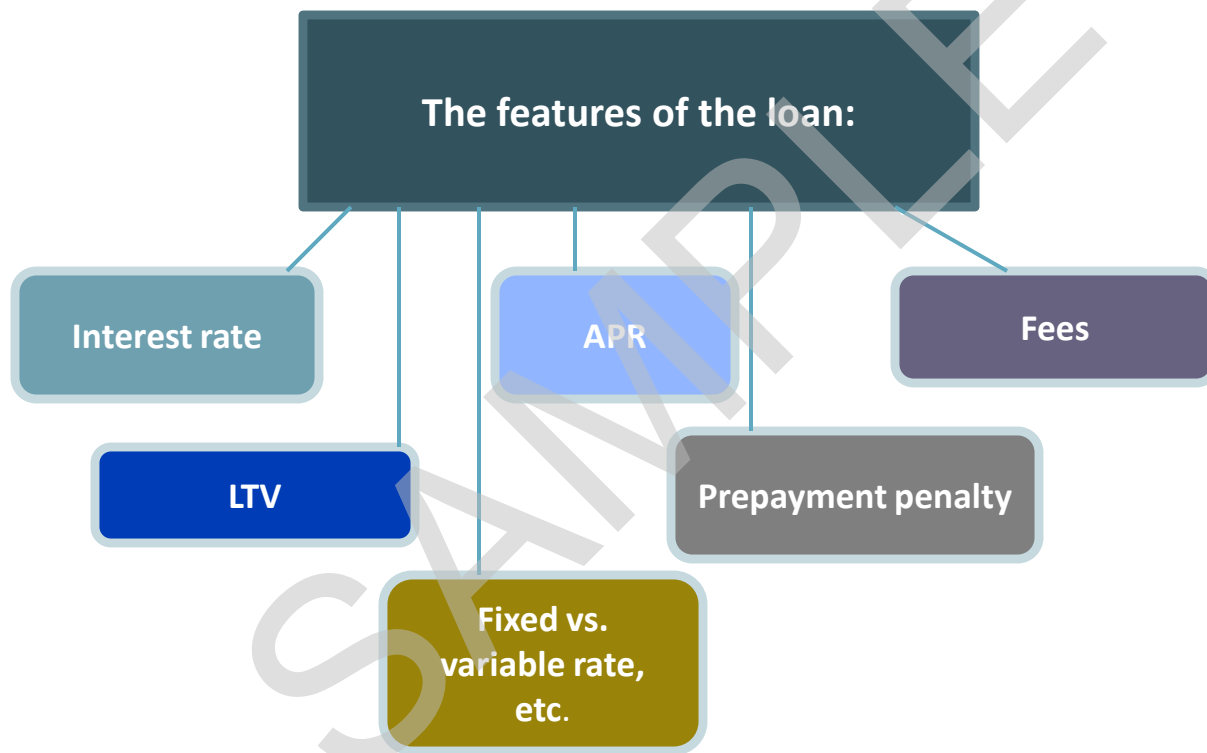 The features of the loan:
Interest rate
APR
Fees
LTV
Prepayment penalty
Fixed vs.
variable rate,
etc.
SAMPLE